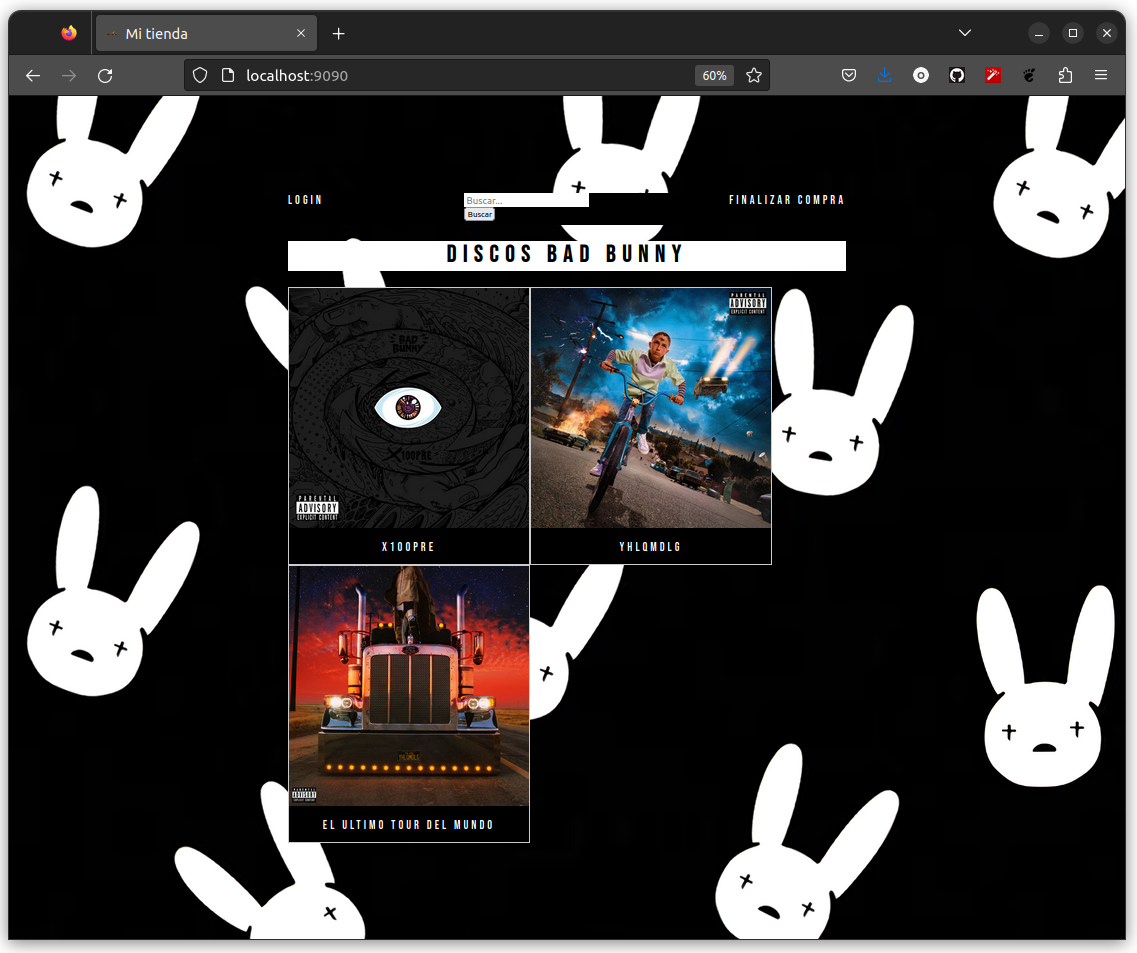 Mi tienda
localhost:9090
60%
LOGIN
Buscar...
FINALIZAR COMPRA
Buscar
DISCOS BAD BUNNY
BAD
BUNNY
X100PRE
PARENTAL
ADVISORY
EXPLICIT CONTENT
PARENTAL
ADVISORY
EXPLICIT CONTENT
X100PRE
YHLQMDLG
PARENTAL
ADVISORY
EXPLICIT CONTENT
EL ULTIMO TOUR DEL MUNDO